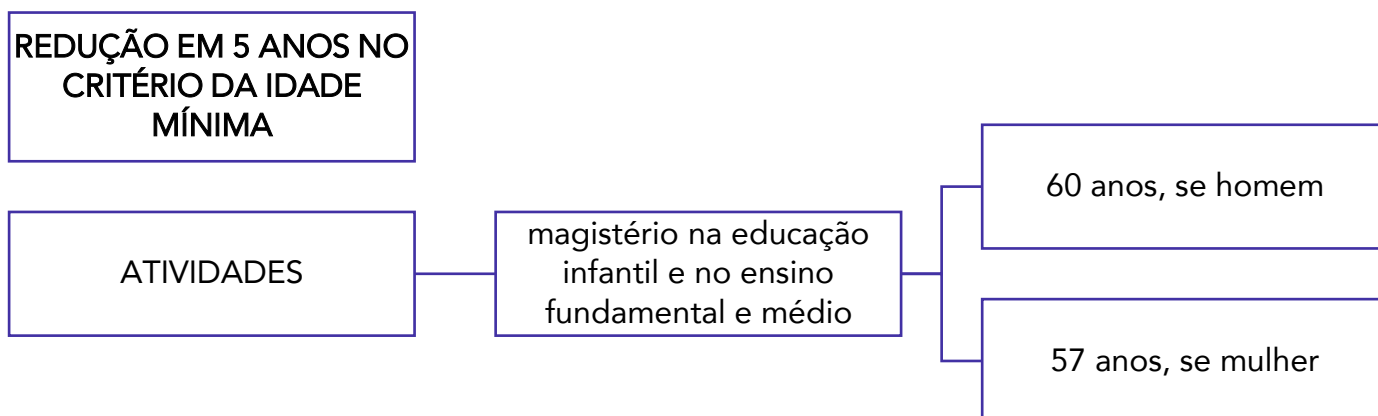 REDUÇÃO EM 5 ANOS NO
CRITÉRIO DA IDADE
MÍNIMA
ATIVIDADES
magistério na educação
infantil e no ensino
fundamental e médio
60 anos, se homem
57 anos, se mulher